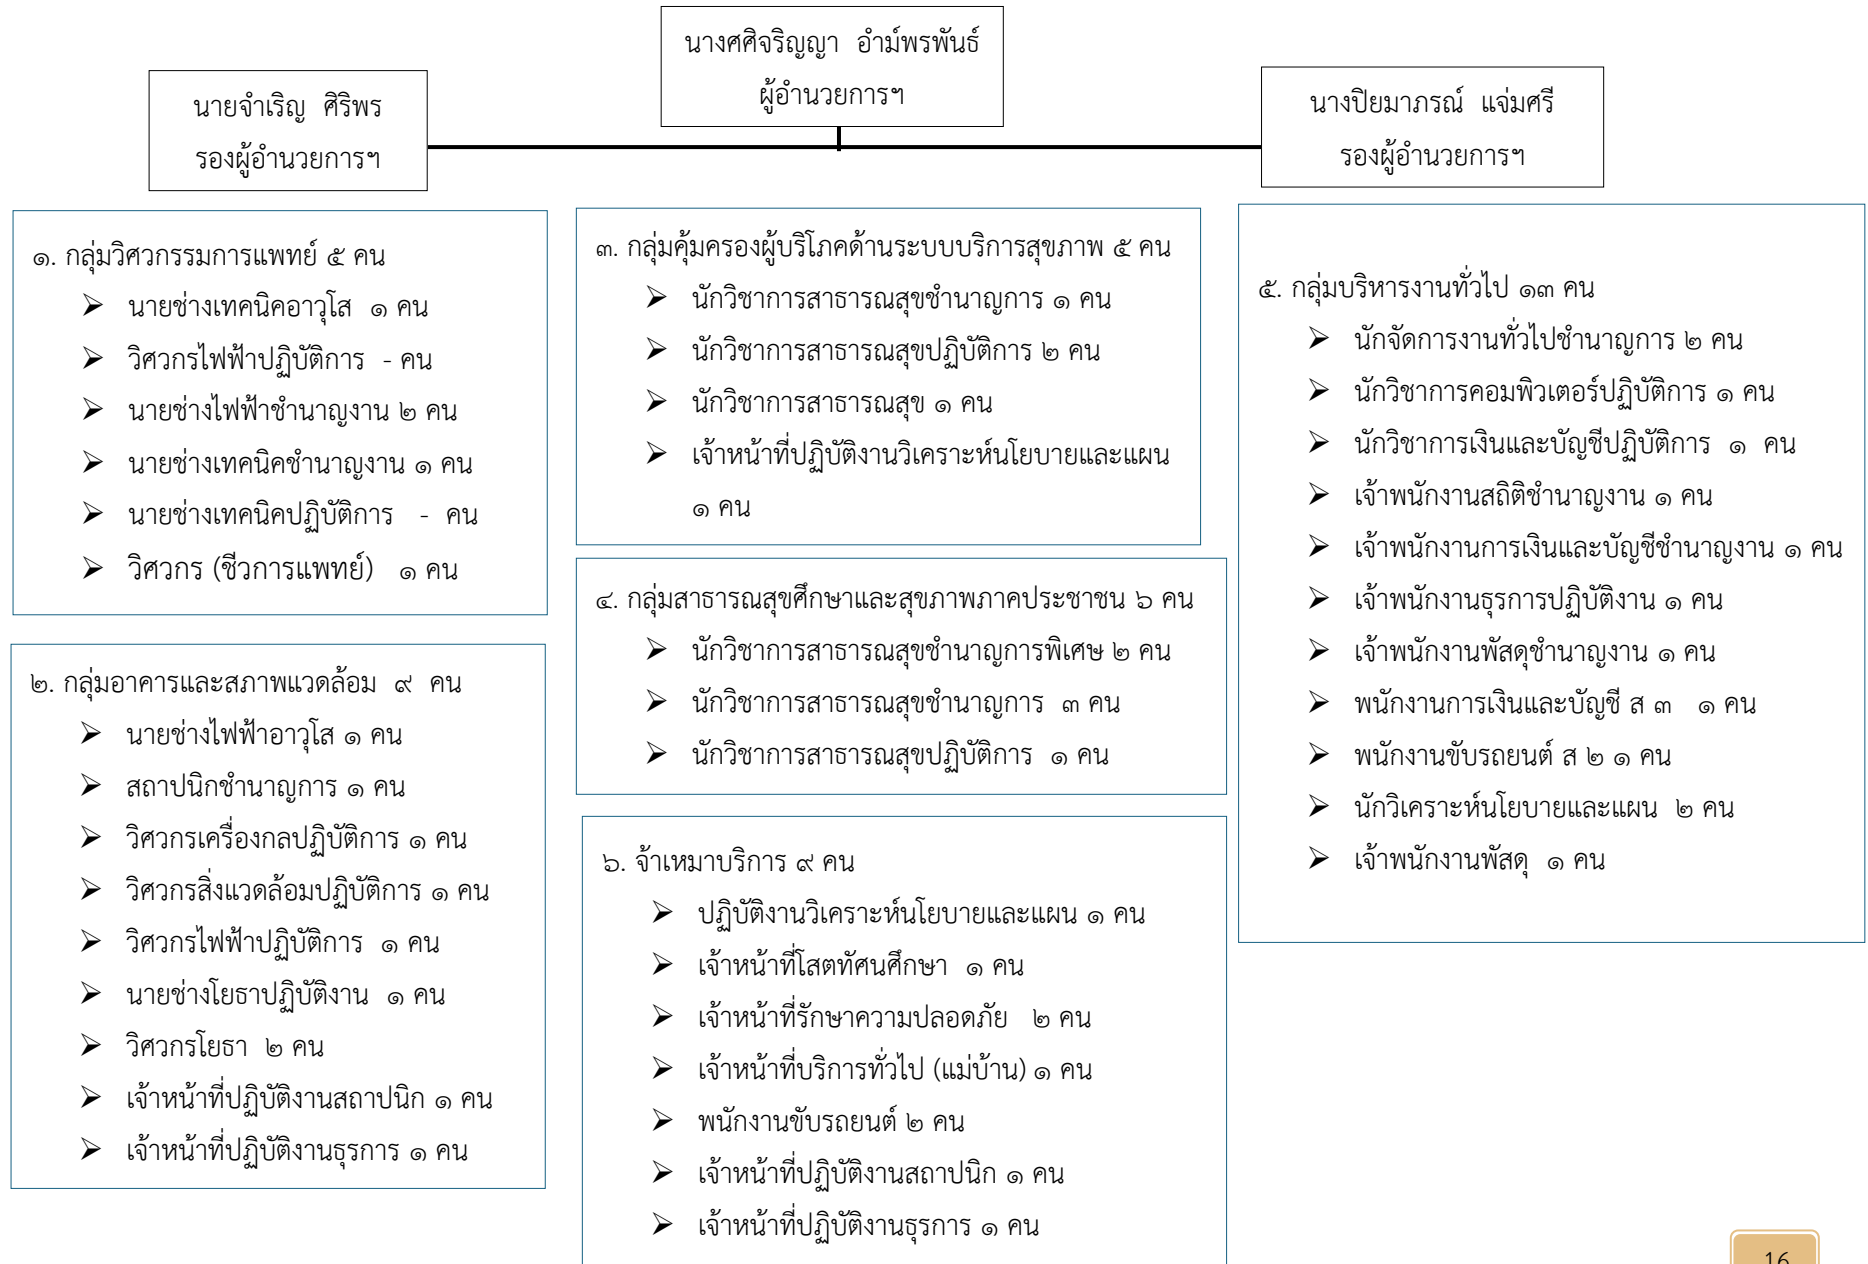 นางศศิจริญญา อำม์พรพันธ์
ผู้อำนวยการฯ
นายจำเริญ ศิริพร
รองผู้อำนวยการฯ
นางปิยมาภรณ์ แจ่มศรี
รองผู้อำนวยการฯ
๑. กลุ่มวิศวกรรมการแพทย์ ๕ คน
➢ นายช่างเทคนิคอาวุโส ๑ คน
➢ วิศวกรไฟฟ้าปฏิบัติการ - คน
➢ นายช่างไฟฟ้าชำนาญงาน ๒ คน
➢ นายช่างเทคนิคชำนาญงาน ๑ คน
➢ นายช่างเทคนิคปฏิบัติการ - คน
➢ วิศวกร (ชีวการแพทย์) ๑ คน
๒. กลุ่มอาคารและสภาพแวดล้อม ๙ คน
➢ นายช่างไฟฟ้าอาวุโส ๑ คน
➢ สถาปนิกชำนาญการ ๑ คน
➢ วิศวกรเครื่องกลปฏิบัติการ ๑ คน
➢ วิศวกรสิ่งแวดล้อมปฏิบัติการ ๑ คน
➢ วิศวกรไฟฟ้าปฏิบัติการ ๑ คน
➢ นายช่างโยธาปฏิบัติงาน ๑ คน
➢ วิศวกรโยธา ๒ คน
➢ เจ้าหน้าที่ปฏิบัติงานสถาปนิก ๑ คน
➢ เจ้าหน้าที่ปฏิบัติงานธุรการ ๑ คน
๓. กลุ่มคุ้มครองผู้บริโภคด้านระบบบริการสุขภาพ ๕ คน
➢ นักวิชาการสาธารณสุขชำนาญการ ๑ คน
➢ นักวิชาการสาธารณสุขปฏิบัติการ ๒ คน
➢ นักวิชาการสาธารณสุข ๑ คน
➢ เจ้าหน้าที่ปฏิบัติงานวิเคราะห์นโยบายและแผน
๑ คน
๔. กลุ่มสาธารณสุขศึกษาและสุขภาพภาคประชาชน ๖ คน
➢ นักวิชาการสาธารณสุขชำนาญการพิเศษ ๒ คน
➢ นักวิชาการสาธารณสุขชำนาญการ ๓ คน
➢ นักวิชาการสาธารณสุขปฏิบัติการ ๑ คน
๖. จ้าเหมาบริการ ๙ คน
➢ ปฏิบัติงานวิเคราะห์นโยบายและแผน ๑ คน
➢ เจ้าหน้าที่โสตทัศนศึกษา ๑ คน
➢ เจ้าหน้าที่รักษาความปลอดภัย ๒ คน
➢ เจ้าหน้าที่บริการทั่วไป (แม่บ้าน) ๑ คน
➢ พนักงานขับรถยนต์ ๒ คน
➢ เจ้าหน้าที่ปฏิบัติงานสถาปนิก ๑ คน
➢ เจ้าหน้าที่ปฏิบัติงานธุรการ ๑ คน
๕. กลุ่มบริหารงานทั่วไป ๑๓ คน
➢ นักจัดการงานทั่วไปชำนาญการ ๒ คน
➢ นักวิชาการคอมพิวเตอร์ปฏิบัติการ ๑ คน
➢ นักวิชาการเงินและบัญชีปฏิบัติการ ๑ คน
➢ เจ้าพนักงานสถิติชำนาญงาน ๑ คน
➢ เจ้าพนักงานการเงินและบัญชีชำนาญงาน ๑ คน
➢ เจ้าพนักงานธุรการปฏิบัติงาน ๑ คน
➢ เจ้าพนักงานพัสดุชำนาญงาน ๑ คน
➢ พนักงานการเงินและบัญชี ส ๓ ๑ คน
➢ พนักงานขับรถยนต์ ส ๒ ๑ คน
➢ นักวิเคราะห์นโยบายและแผน ๒ คน
➢ เจ้าพนักงานพัสดุ ๑ คน
16